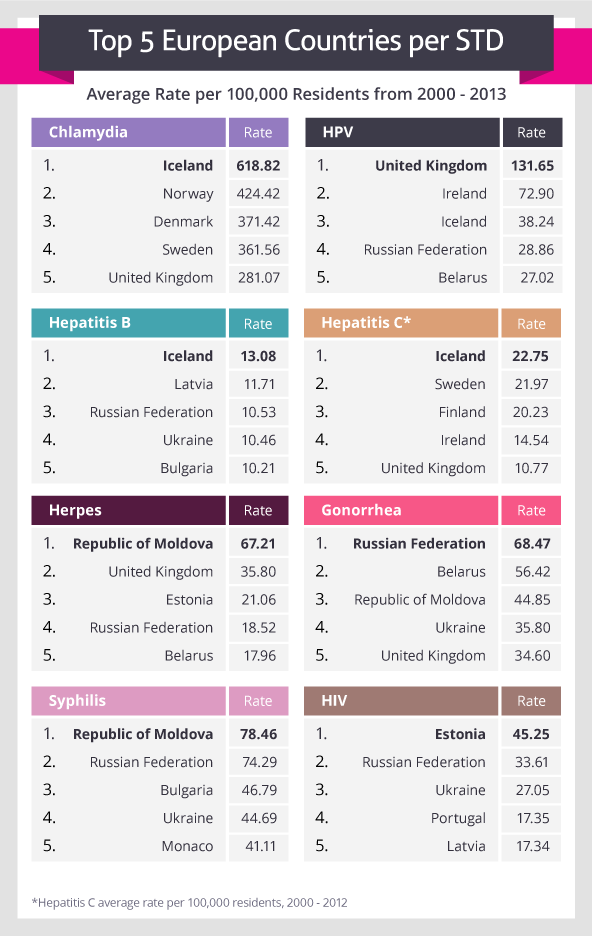 Top 5 European Countries per STD
Average Rate per 100,000 Residents from 2000 - 2013
Chlamydia Rate
1. Iceland 618.82
2. Norway 424.42
3. Denmark 371.42
4. Sweden 361.56
5. United Kingdom 281.07
HPV Rate
1. United Kingdom 131.65
2. Ireland 72.90
3. Iceland 38.24
4. Russian Federation 28.86
5. Belarus 27.02
Hepatitis B Rate
1. Iceland 13.08
2. Latvia 11.71
3. Russian Federation 10.53
4. Ukraine 10.46
5. Bulgaria 10.21
Hepatitis C* Rate
1. Iceland 22.75
2. Sweden 21.97
3. Finland 20.23
4. Ireland 14.54
5. United Kingdom 10.77
Herpes Rate
1. Republic of Moldova 67.21
2. United Kingdom 35.80
3. Estonia 21.06
4. Russian Federation 18.52
5. Belarus 17.96
Gonorrhea Rate
1. Russian Federation 68.47
2. Belarus 56.42
3. Republic of Moldova 44.85
4. Ukraine 35.80
5. United Kingdom 34.60
Syphilis Rate
1. Republic of Moldova 78.46
2. Russian Federation 74.29
3. Bulgaria 46.79
4. Ukraine 44.69
5. Monaco 41.11
HIV Rate
1. Estonia 45.25
2. Russian Federation 33.61
3. Ukraine 27.05
4. Portugal 17.35
5. Latvia 17.34
*Hepatitis C average rate per 100,000 residents, 2000 - 2012